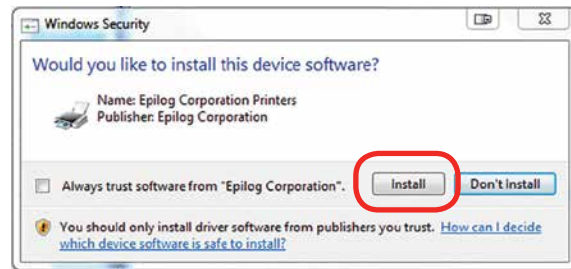 Windows Security
Would you like to install this device software?
Name: Epilog Corporation Printers
Publisher: Epilog Corporation
Always trust software from "Epilog Corporation".
Install
Don't Install
You should only install driver software from publishers you trust. How can I decide
which device software is safe to install?